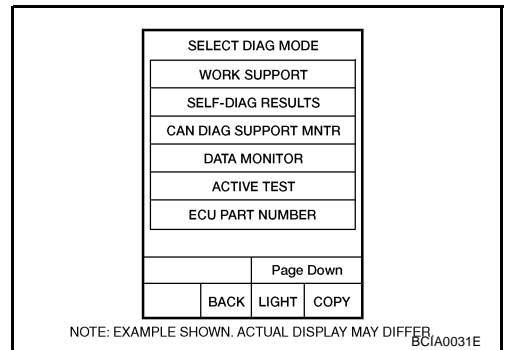 SELECT DIAG MODE
WORK SUPPORT
SELF-DIAG RESULTS
CAN DIAG SUPPORT MNTR
DATA MONITOR
ACTIVE TEST
ECU PART NUMBER
Page Down
BACK LIGHT COPY
NOTE: EXAMPLE SHOWN. ACTUAL DISPLAY MAY DIFFER.
BCIA0031E